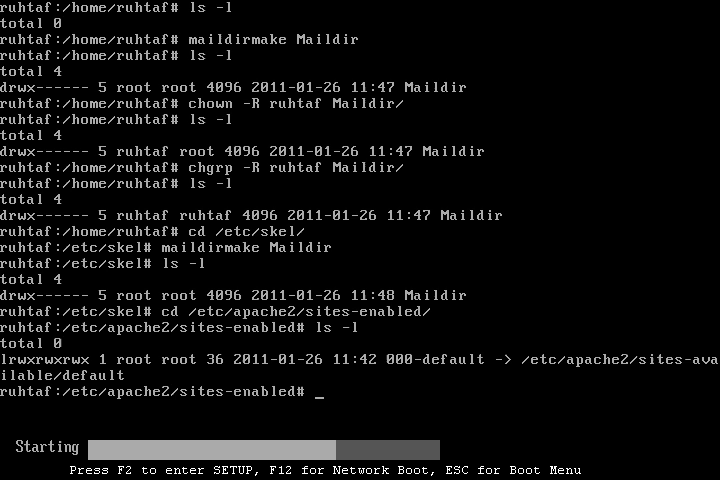 ruhtaf:/home/ruhtaf# ls -l
total 0
ruhtaf:/home/ruhtaf# maildirmake Maildir
ruhtaf:/home/ruhtaf# ls -l
total 4
drwx------ 5 root root 4096 2011-01-26 11:47 Maildir
ruhtaf:/home/ruhtaf# chown -R ruhtaf Maildir/
ruhtaf:/home/ruhtaf# ls -l
total 4
drwx------ 5 ruhtaf root 4096 2011-01-26 11:47 Maildir
ruhtaf:/home/ruhtaf# chgrp -R ruhtaf Maildir/
ruhtaf:/home/ruhtaf# ls -l
total 4
drwx------ 5 ruhtaf ruhtaf 4096 2011-01-26 11:47 Maildir
ruhtaf:/home/ruhtaf# cd /etc/skel/
ruhtaf:/etc/skel# maildirmake Maildir
ruhtaf:/etc/skel# ls -l
total 4
drwx------ 5 root root 4096 2011-01-26 11:48 Maildir
ruhtaf:/etc/skel# cd /etc/apache2/sites-enabled/
ruhtaf:/etc/apache2/sites-enabled# ls -l
total 0
lrwxrwxrwx 1 root root 36 2011-01-26 11:42 000-default -> /etc/apache2/sites-ava
ilable/default
ruhtaf:/etc/apache2/sites-enabled# _
Starting
Press F2 to enter SETUP, F12 for Network Boot, ESC for Boot Menu